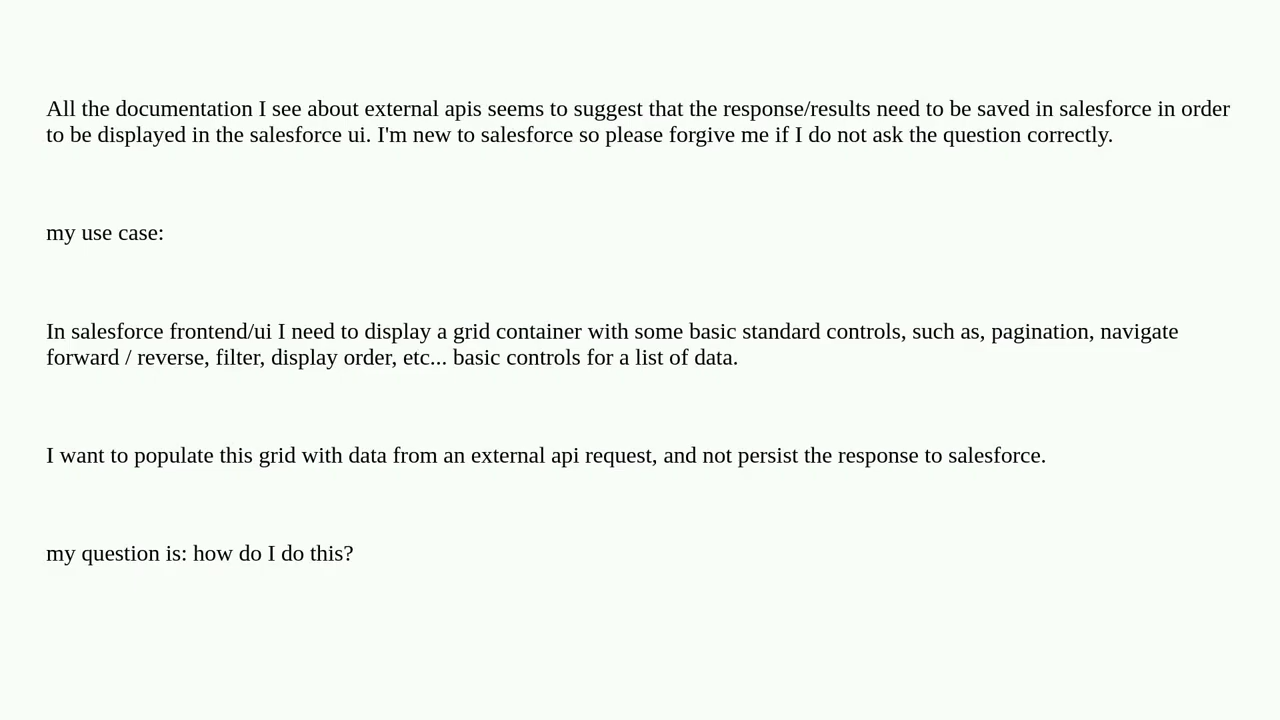 All the documentation I see about external apis seems to suggest that the response/results need to be saved in salesforce in order
to be displayed in the salesforce ui. I'm new to salesforce so please forgive me if I do not ask the question correctly.
my use case:
In salesforce frontend/ui I need to display a grid container with some basic standard controls, such as, pagination, navigate
forward / reverse, filter, display order, etc... basic controls for a list of data.
I want to populate this grid with data from an external api request, and not persist the response to salesforce.
my question is: how do I do this?